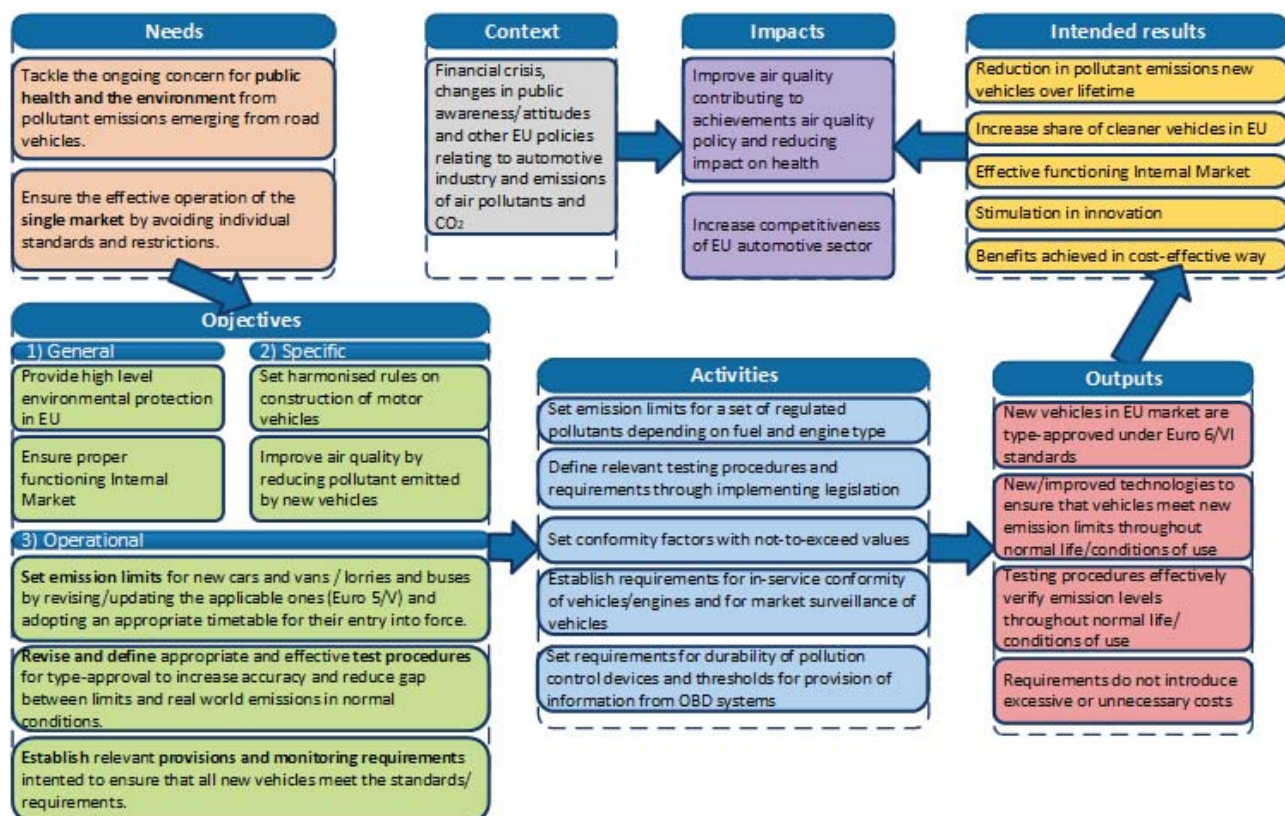 Needs
Tackle the ongoing concern for public
health and the environment from
pollutant emissions emerging from road
vehicles.
Ensure the effective operation of the
single market by avoiding individual
standards and restrictions.
Context
Financial crisis,
changes in public
awareness/attitudes
and other EU policies
relating to automotive
industry and emissions
of air pollutants and
CO2
Impacts
Improve air quality
contributing to
achievements air quality
policy and reducing
impact on health
Increase competitiveness
of EU automotive sector
Intended results
Reduction in pollutant emissions new
vehicles over lifetime
Increase share of cleaner vehicles in EU
Effective functioning Internal Market
Stimulation in innovation
Benefits achieved in cost-effective way
Objectives
1) General
Provide high level
environmental protection
in EU
Ensure proper
functioning Internal
Market
2) Specific
Set harmonised rules on
construction of motor
vehicles
Improve air quality by
reducing pollutant emitted
by new vehicles
3) Operational
Set emission limits for new cars and vans / lorries and buses
by revising/updating the applicable ones (Euro 5/V) and
adopting an appropriate timetable for their entry into force.
Revise and define appropriate and effective test procedures
for type-approval to increase accuracy and reduce gap
between limits and real world emissions in normal
conditions.
Establish relevant provisions and monitoring requirements
intented to ensure that all new vehicles meet the standards/
requirements.
Activities
Set emission limits for a set of regulated
pollutants depending on fuel and engine type
Define relevant testing procedures and
requirements through implementing legislation
Set conformity factors with not-to-exceed values
Establish requirements for in-service conformity
of vehicles/engines and for market surveillance of
vehicles
Set requirements for durability of pollution
control devices and thresholds for provision of
information from OBD systems
Outputs
New vehicles in EU market are
type-approved under Euro 6/VI
standards
New/improved technologies to
ensure that vehicles meet new
emission limits throughout
normal life/conditions of use
Testing procedures effectively
verify emission levels
throughout normal life/
conditions of use
Requirements do not introduce
excessive or unnecessary costs